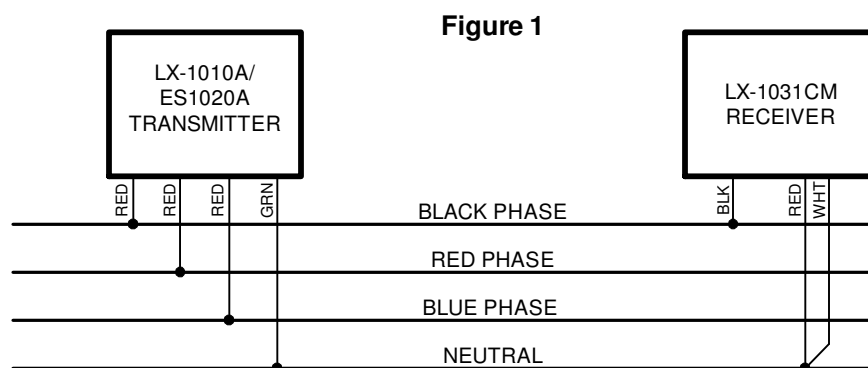 Figure 1
LX-1010A/
ES1020A
TRANSMITTER
LX-1031CM
RECEIVER
RED
RED
RED
GRN
BLK
RED
WHT
BLACK PHASE
RED PHASE
BLUE PHASE
NEUTRAL